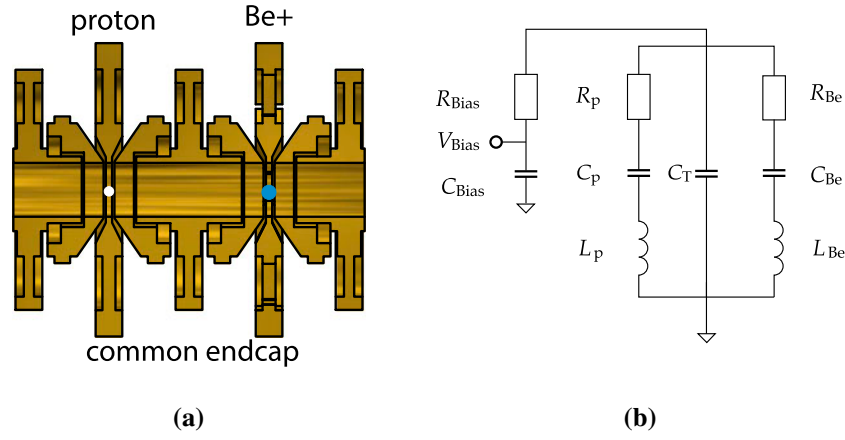 proton
Be+
common endcap
(a)
R_Bias
V_Bias
C_Bias
R_p
R_Be
C_p
C_T
C_Be
L_p
L_Be
(b)